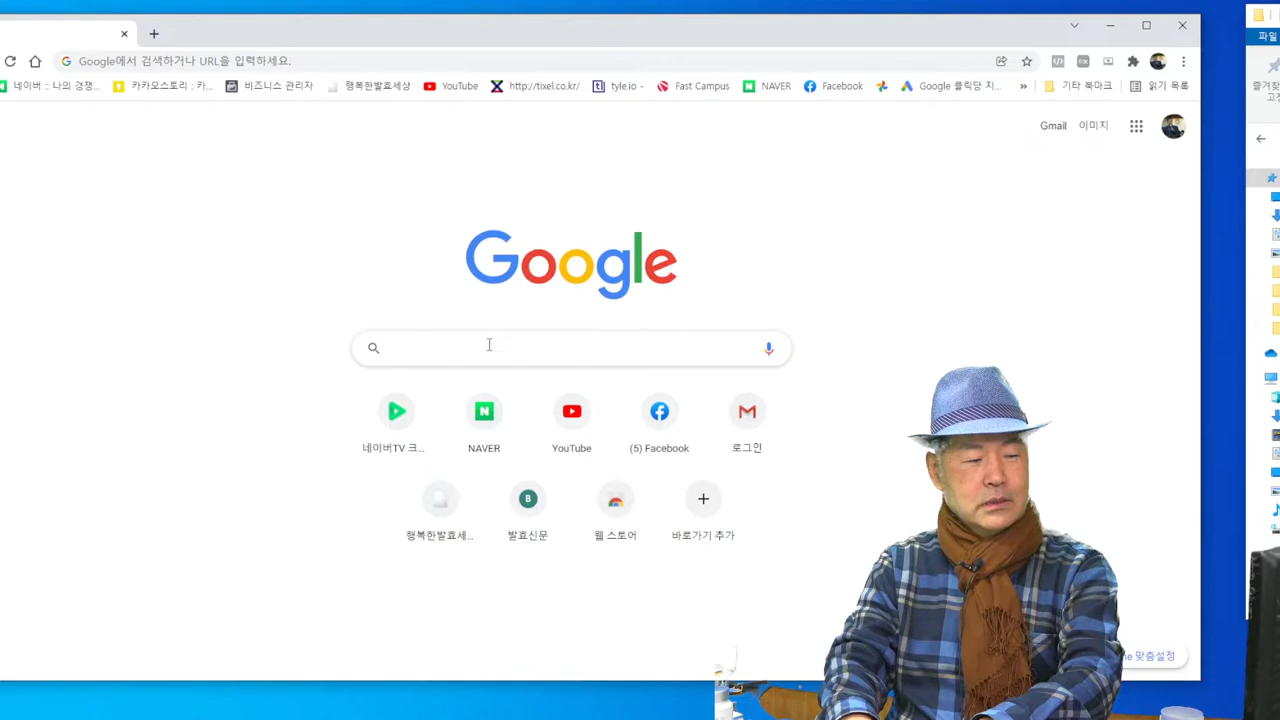 Google에서 검색하거나 URL을 입력하세요.
네이버 :: 나의 경쟁... 카카오스토리 : 카... 비즈니스 관리자 행복한발효세상 YouTube http://tixel.co.kr/ tyle.io - Fast Campus NAVER Facebook Google 클릭당 지... » 기타 북마크 읽기 목록
Gmail 이미지
Google
네이버TV 크... NAVER YouTube (5) Facebook 로그인
B
행복한발효세... 발효신문 웹 스토어 바로가기 추가
맞춤설정
파일